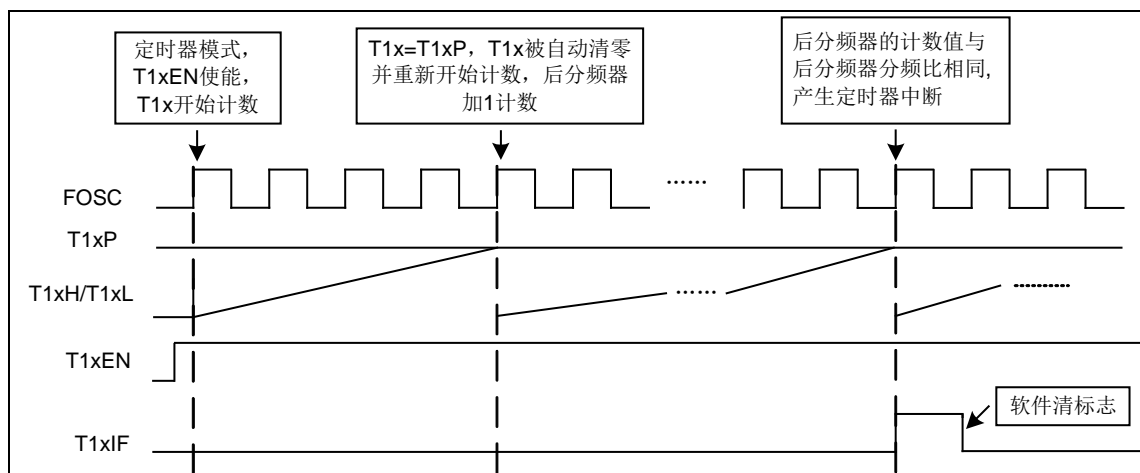 定时器模式，
T1xEN使能，
T1x开始计数
T1x=T1xP，T1x被自动清零
并重新开始计数，后分频器
加1计数
后分频器的计数值与
后分频器分频比相同,
产生定时器中断
FOSC
......
T1xP
T1xH/T1xL
......
T1xEN
软件清标志
T1xIF